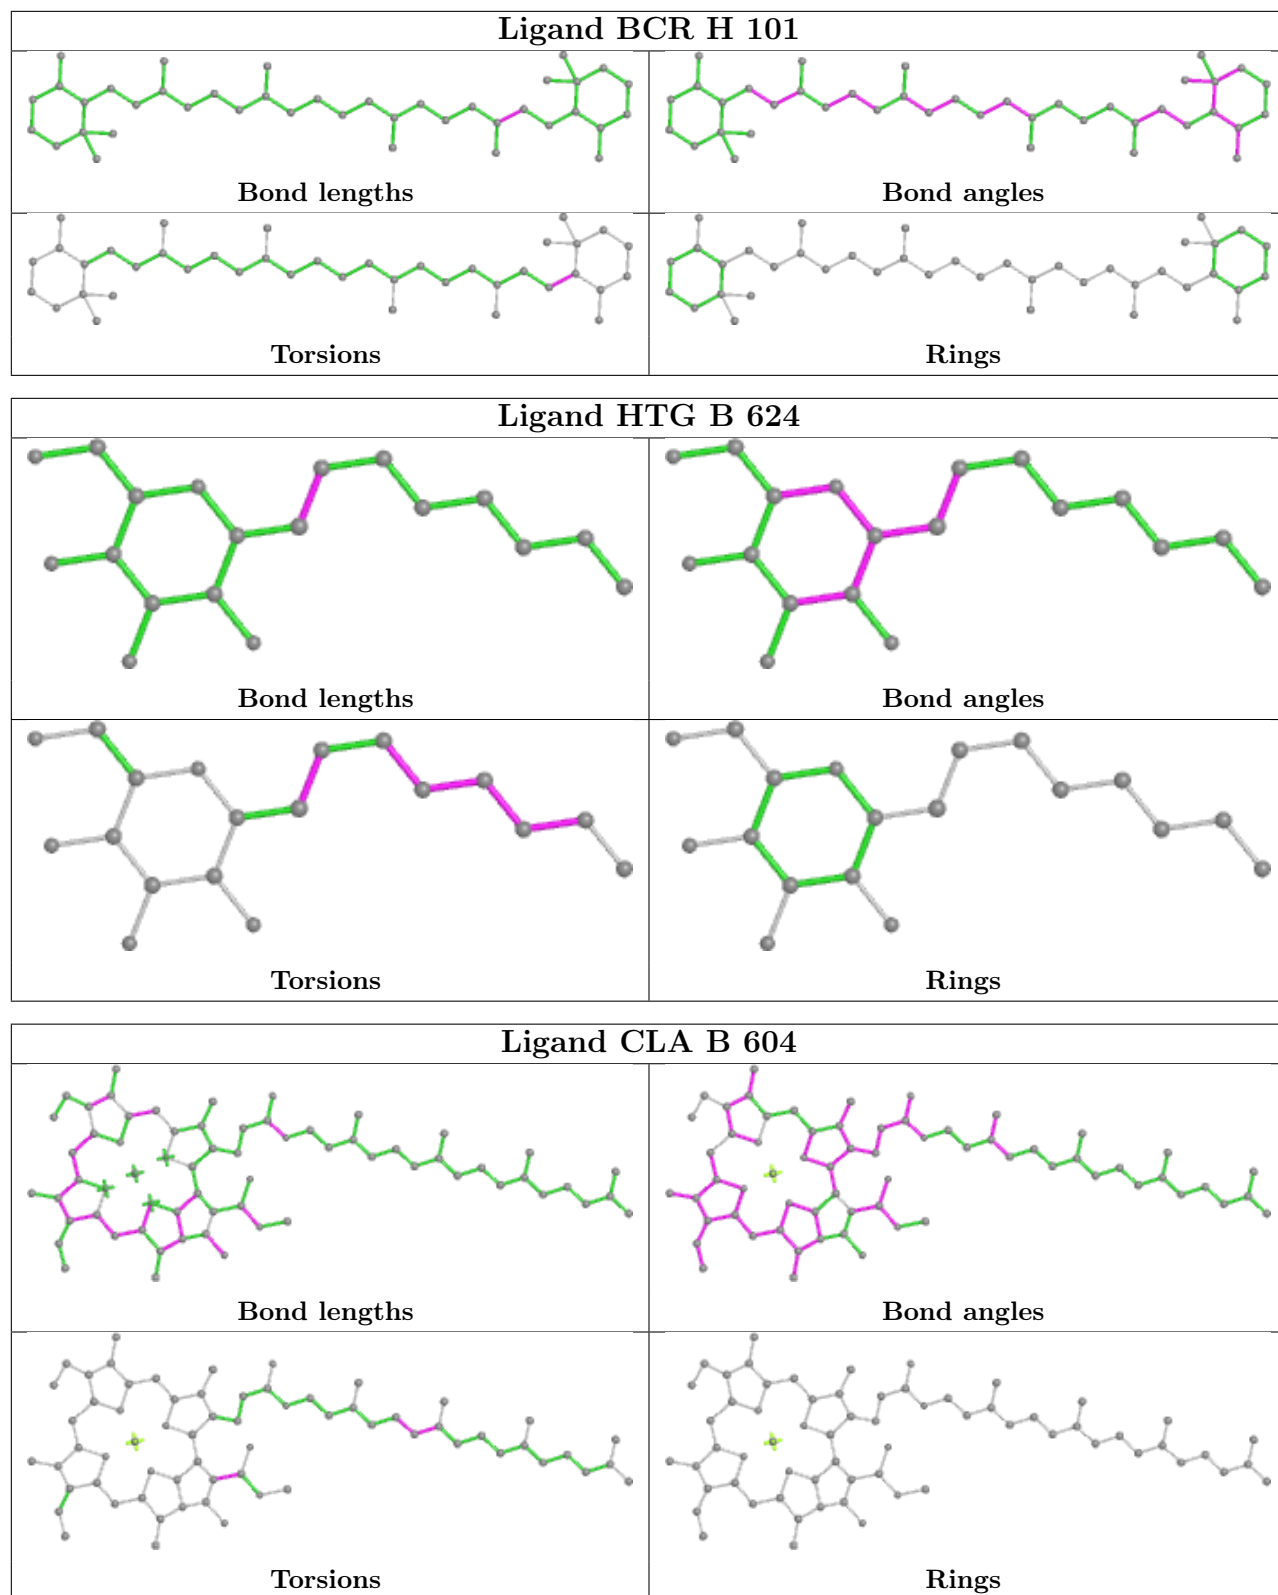 Ligand BCR H 101
Bond lengths
Bond angles
Torsions
Rings
Ligand HTG B 624
Bond lengths
Bond angles
Torsions
Rings
Ligand CLA B 604
Bond lengths
Bond angles
Torsions
Rings